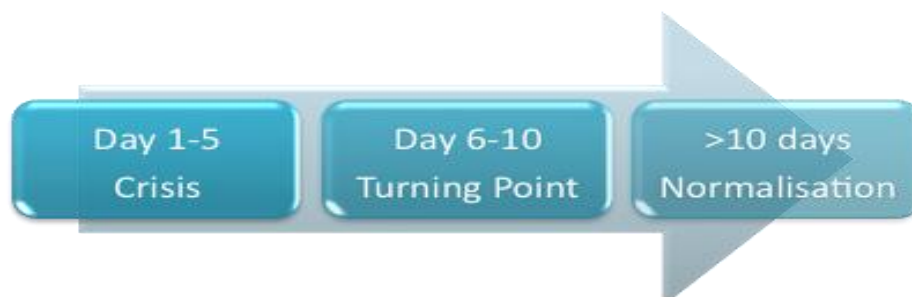 Day 1-5
Crisis
Day 6-10
Turning Point
>10 days
Normalisation